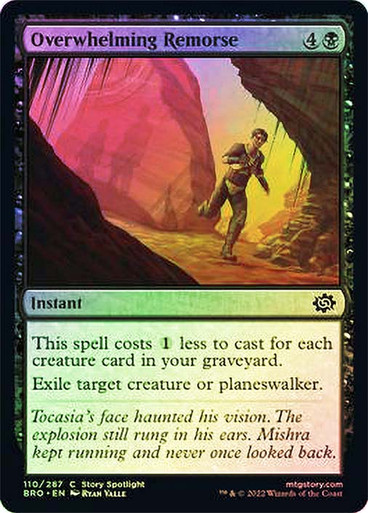 Overwhelming Remorse 4
Instant
This spell costs 1 less to cast for each
creature card in your graveyard.
Exile target creature or planeswalker.
Tocasia's face haunted his vision. The
explosion still rung in his ears. Mishra
kept running and never once looked back.
110/287 C Story Spotlight mtgstory.com
BRO • EN Ryan Valle ™ & © 2022 Wizards of the Coast